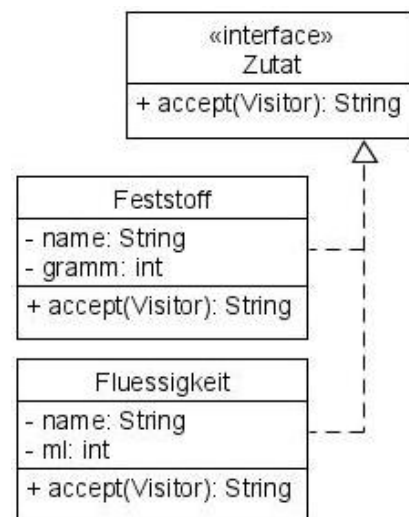 «interface»
Zutat
+ accept(Visitor): String
Feststoff
- name: String
- gramm: int
+ accept(Visitor): String
Fluessigkeit
- name: String
- ml: int
+ accept(Visitor): String